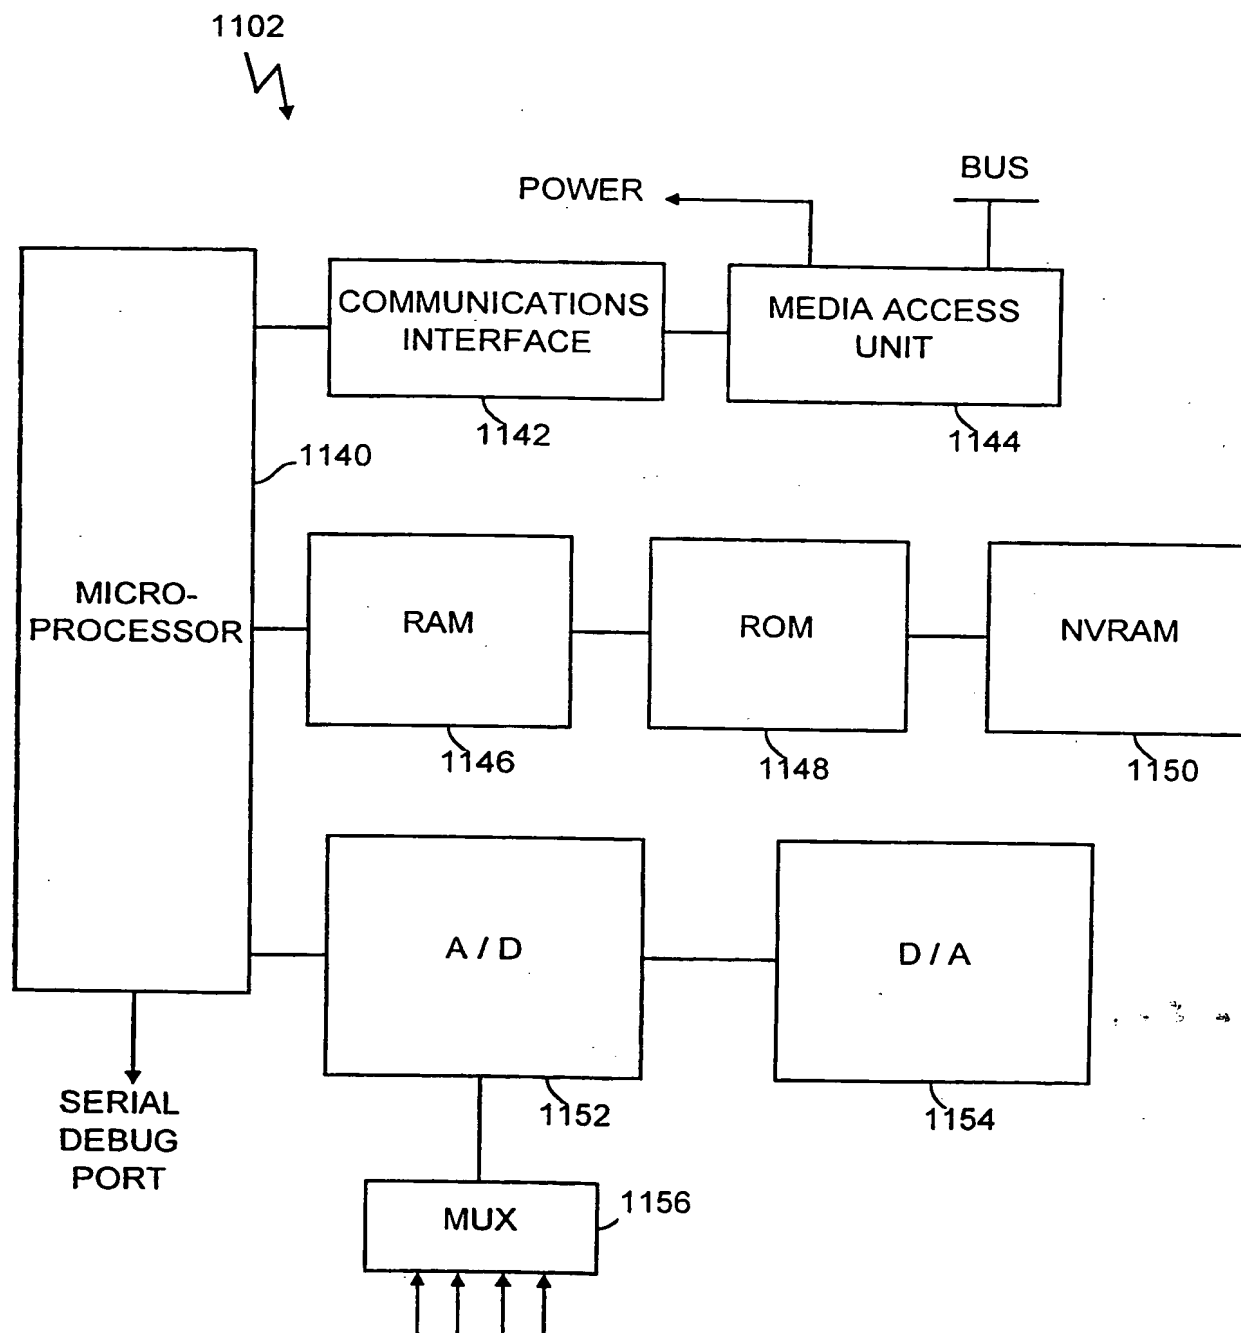 1102
POWER
BUS
COMMUNICATIONS
INTERFACE
MEDIA ACCESS
UNIT
1142
1144
1140
MICRO-
PROCESSOR
RAM
ROM
NVRAM
1146
1148
1150
A / D
D / A
1152
1154
SERIAL
DEBUG
PORT
MUX
1156